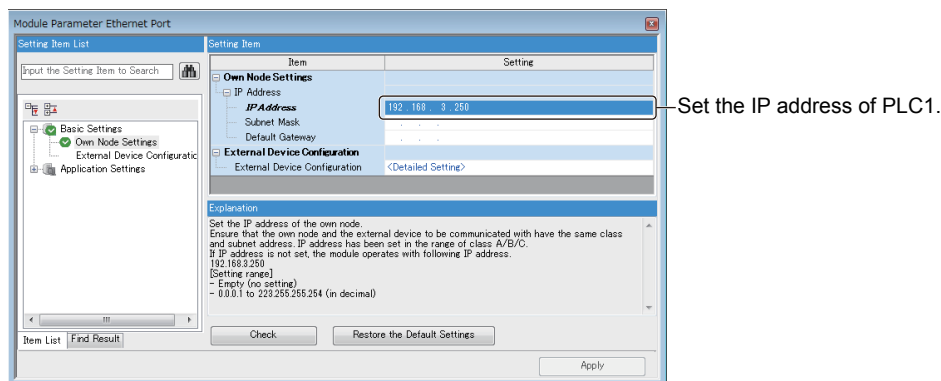 Module Parameter Ethernet Port
Setting Item List
Input the Setting Item to Search
Basic Settings
Own Node Settings
External Device Configuratic
Application Settings
Item List
Find Result
Setting Item
Item Setting
Own Node Settings
IP Address
IP Address 192 . 168 . 3 . 250
Subnet Mask . . .
Default Gateway . . .
External Device Configuration
External Device Configuration <Detailed Setting>
Set the IP address of PLC1.
Explanation
Set the IP address of the own node.
Ensure that the own node and the external device to be communicated with have the same class
and subnet address. IP address has been set in the range of class A/B/C.
If IP address is not set, the module operates with following IP address.
192.168.3.250
[Setting range]
- Empty (no setting)
- 0.0.0.1 to 223.255.255.254 (in decimal)
Check
Restore the Default Settings
Apply